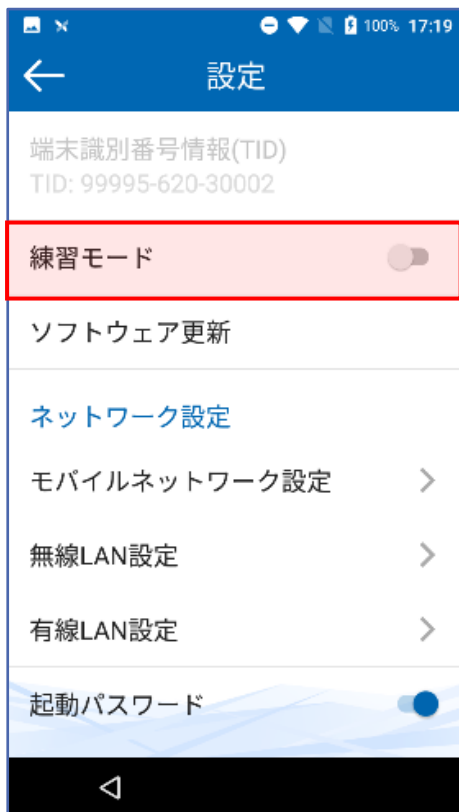 100% 17:19
設定
端末識別番号情報(TID)
TID: 99995-620-30002
練習モード
ソフトウェア更新
ネットワーク設定
モバイルネットワーク設定
無線LAN設定
有線LAN設定
起動パスワード